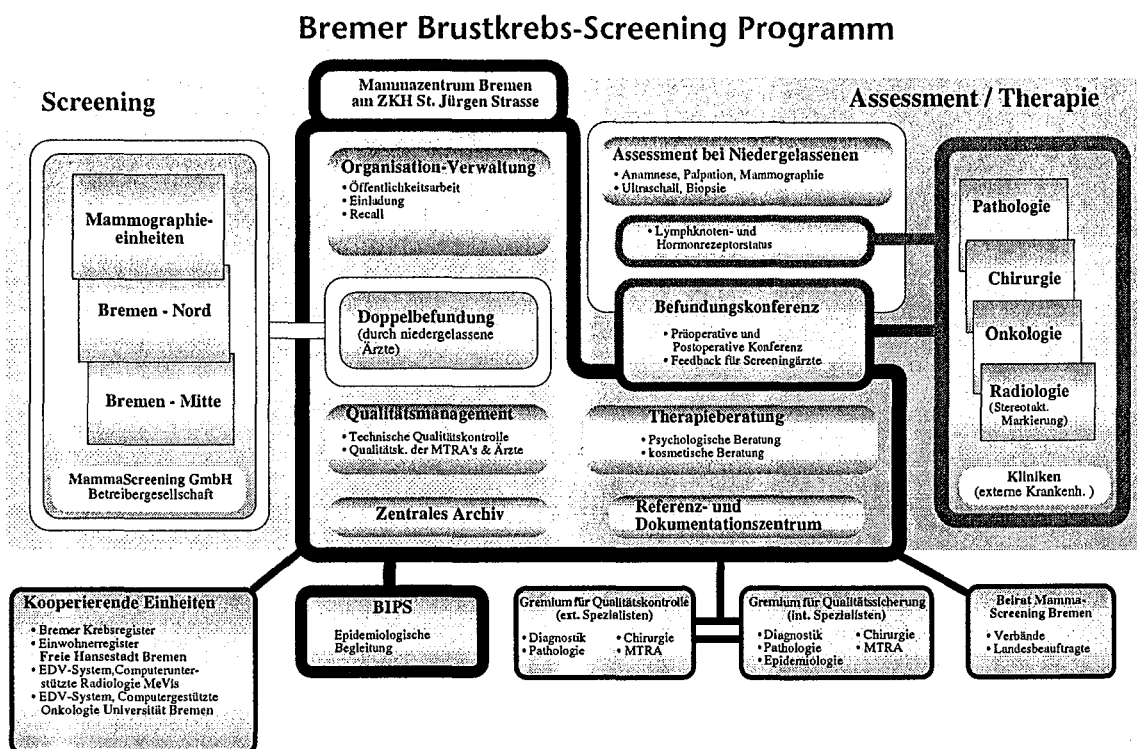 Bremer Brustkrebs-Screening Programm
Screening
Mammographie-
einheiten
Bremen - Nord
Bremen - Mitte
MammaScreening GmbH
Betreibergesellschaft
Mammazentrum Bremen
am ZKH St. Jürgen Strasse
Organisation-Verwaltung
• Öffentlichkeitsarbeit
• Einladung
• Recall
Doppelbefundung
(durch niedergelassene
Ärzte)
Qualitätsmanagement
• Technische Qualitätskontrolle
• Qualitätsk. der MTRA's & Ärzte
Zentrales Archiv
Assessment / Therapie
Assessment bei Niedergelassenen
• Anamnese, Palpation, Mammographie
• Ultraschall, Biopsie
• Lymphknoten- und
Hormonrezeptorstatus
Befundungskonferenz
• Präoperative und
Postoperative Konferenz
• Feedback für Screeningärzte
Therapieberatung
• Psychologische Beratung
• kosmetische Beratung
Referenz- und
Dokumentationszentrum
Pathologie
Chirurgie
Onkologie
Radiologie
(Stereotakt.
Markierung)
Kliniken
(externe Krankenh. )
Kooperierende Einheiten
• Bremer Krebsregister
• Einwohnerregister
Freie Hansestadt Bremen
• EDV-System,Computerunter-
stützte Radiologie MeVis
• EDV-System, Computergestützte
Onkologie Universität Bremen
BIPS
Epidemiologische
Begleitung
Gremium für Qualitätskontrolle
(ext. Spezialisten)
• Diagnostik • Chirurgie
• Pathologie • MTRA
Gremium für Qualitätssicherung
(int. Spezialisten)
• Diagnostik • Chirurgie
• Pathologie • MTRA
• Epidemiologie
Beirat Mamma-
Screening Bremen
• Verbände
• Landesbeauftragte